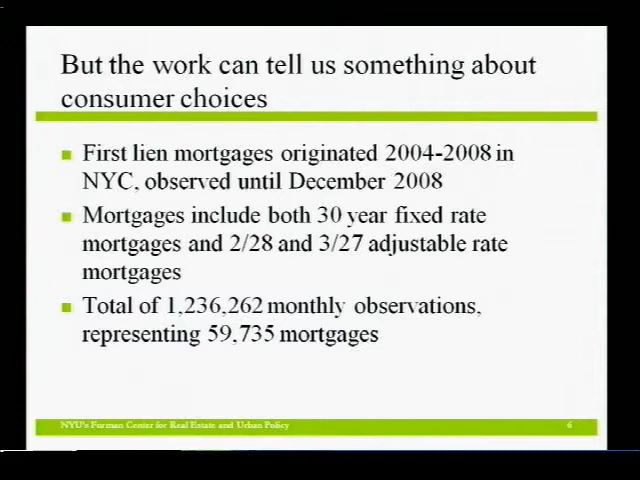 But the work can tell us something about
consumer choices
First lien mortgages originated 2004-2008 in
NYC, observed until December 2008
Mortgages include both 30 year fixed rate
mortgages and 2/28 and 3/27 adjustable rate
mortgages
Total of 1,236,262 monthly observations,
representing 59,735 mortgages
NYU's Furman Center for Real Estate and Urban Policy
6